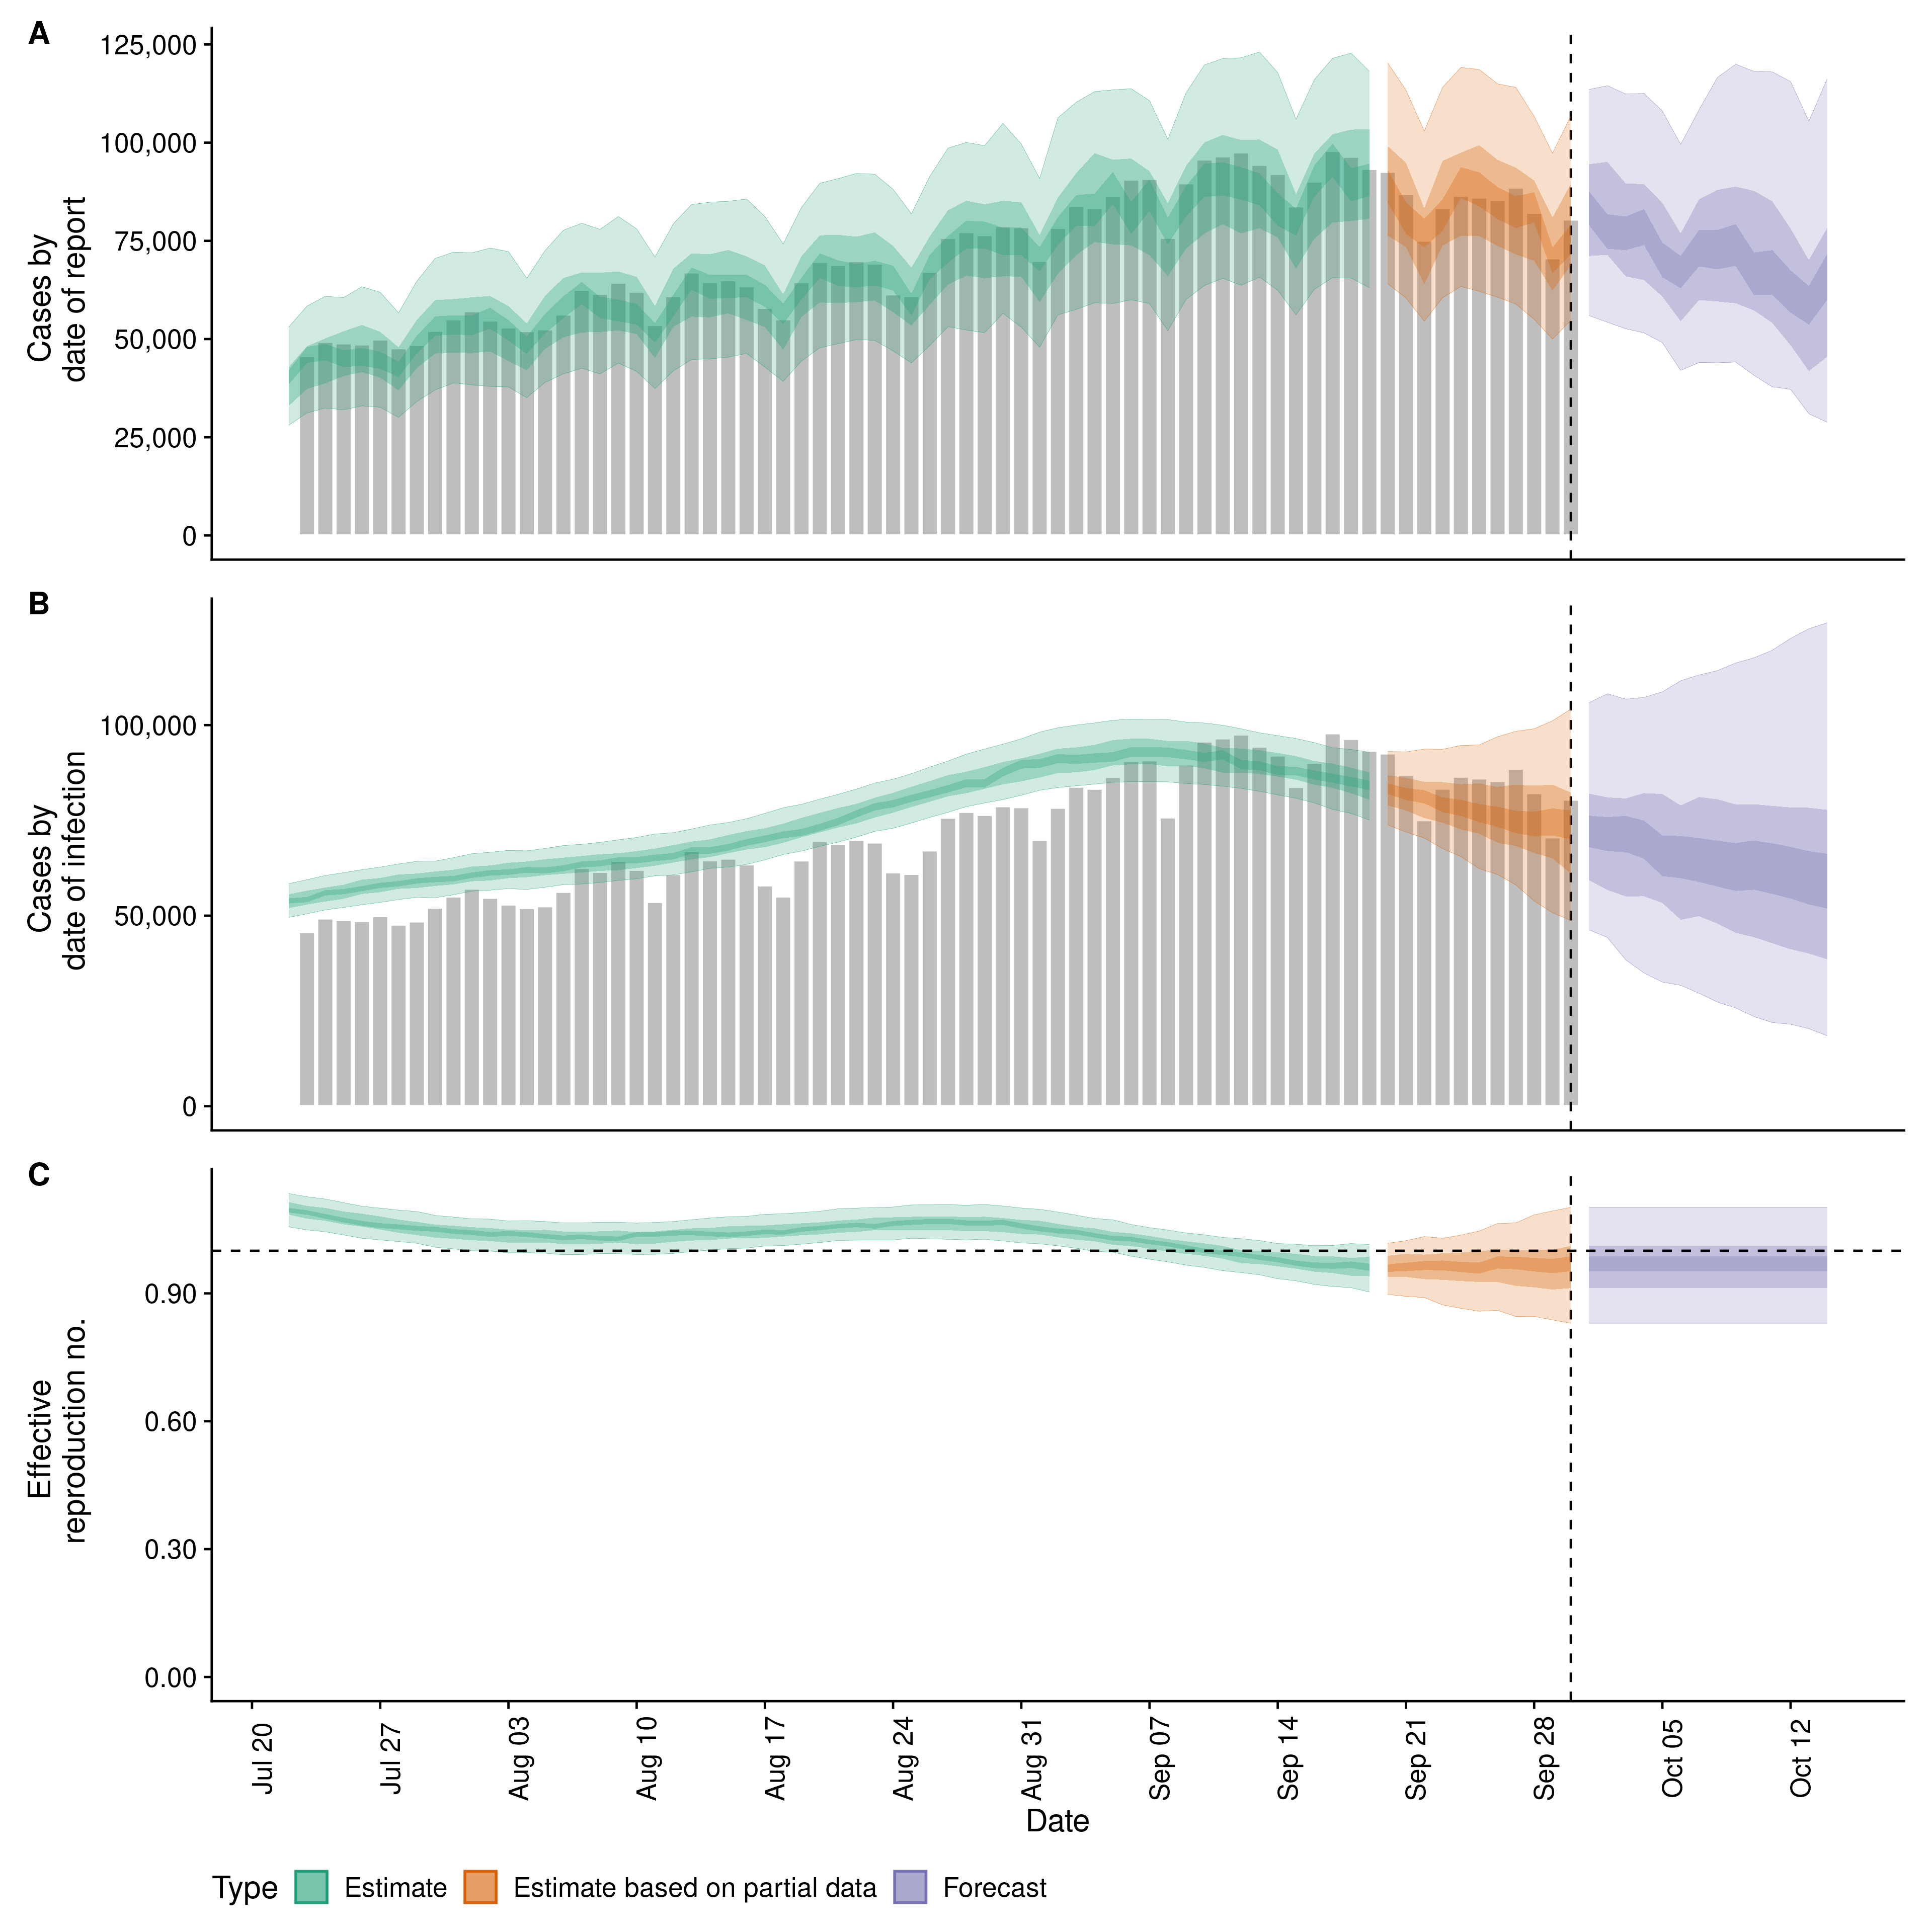 A
125,000
100,000
75,000
50,000
25,000
0
Cases by
date of report
B
100,000
50,000
0
Cases by
date of infection
C
0.90
0.60
0.30
0.00
Effective
reproduction no.
Jul 20
Jul 27
Aug 03
Aug 10
Aug 17
Aug 24
Aug 31
Sep 07
Sep 14
Sep 21
Sep 28
Oct 05
Oct 12
Date
Type Estimate Estimate based on partial data Forecast